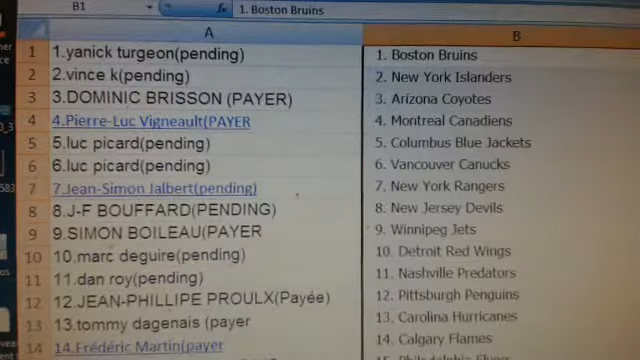 B1 fx 1. Boston Bruins
A B
1 1.yanick turgeon(pending) 1. Boston Bruins
2 2.vince k(pending) 2. New York Islanders
3 3.DOMINIC BRISSON (PAYER) 3. Arizona Coyotes
4 4.Pierre-Luc Vigneault(PAYER 4. Montreal Canadiens
5 5.luc picard(pending) 5. Columbus Blue Jackets
6 6.luc picard(pending) 6. Vancouver Canucks
7 7.Jean-Simon Jalbert(pending) 7. New York Rangers
8 8.J-F BOUFFARD(PENDING) 8. New Jersey Devils
9 9.SIMON BOILEAU(PAYER 9. Winnipeg Jets
10 10.marc deguire(pending) 10. Detroit Red Wings
11 11.dan roy(pending) 11. Nashville Predators
12 12.JEAN-PHILLIPE PROULX(Payée) 12. Pittsburgh Penguins
13 13.tommy dagenais (payer 13. Carolina Hurricanes
14 14.Frédéric Martin(payer 14. Calgary Flames
15. Philadelphia Flyers